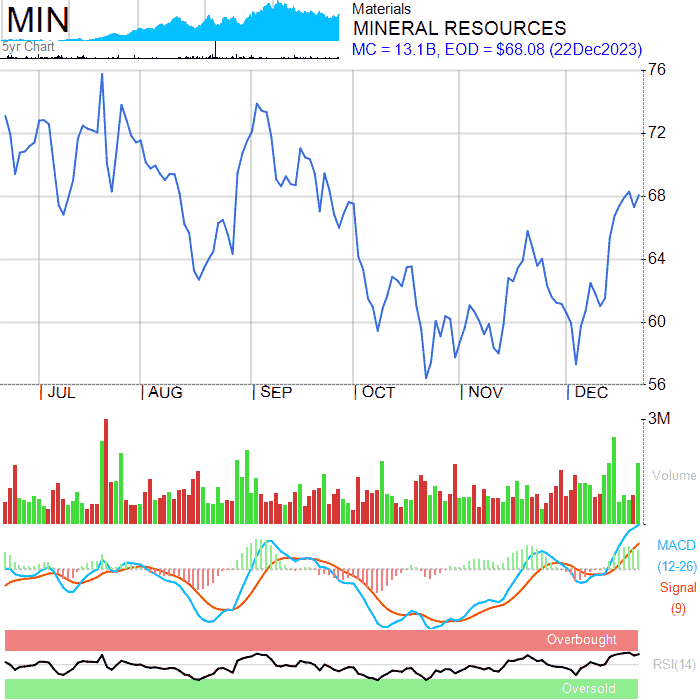 MIN
5yr Chart
Materials
MINERAL RESOURCES
MC = 13.1B, EOD = $68.08 (22Dec2023)
76
72
68
64
60
56
JUL AUG SEP OCT NOV DEC
3M
Volume
MACD
(12-26)
Signal
(9)
Overbought
RSI(14)
Oversold